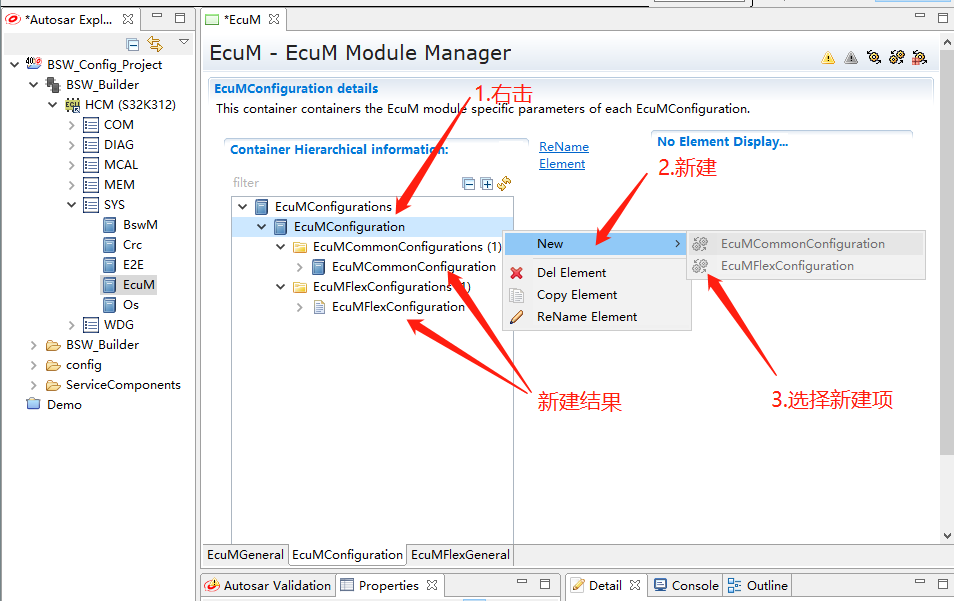 *Autosar Expl...
BSW_Config_Project
BSW_Builder
HCM (S32K312)
COM
DIAG
MCAL
MEM
SYS
BswM
Crc
E2E
EcuM
Os
WDG
BSW_Builder
config
ServiceComponents
Demo
*EcuM
EcuM - EcuM Module Manager
EcuMConfiguration details
This container containers the EcuM module specific parameters of each EcuMConfiguration.
1.右击
Container Hierarchical information:
ReName
Element
No Element Display...
2.新建
filter
EcuMConfigurations
EcuMConfiguration
EcuMCommonConfigurations (1)
EcuMCommonConfiguration
EcuMFlexConfigurations (1)
EcuMFlexConfiguration
New
Del Element
Copy Element
ReName Element
EcuMCommonConfiguration
EcuMFlexConfiguration
新建结果
3.选择新建项
EcuMGeneral
EcuMConfiguration
EcuMFlexGeneral
Autosar Validation
Properties
Detail
Console
Outline